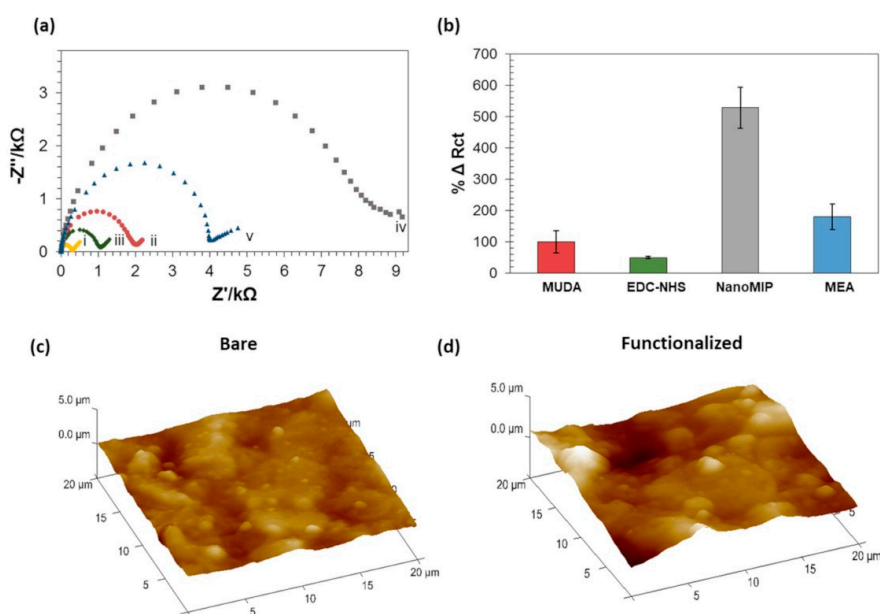 (a)
-Z''/kΩ
3
2
1
0
0 1 2 3 4 5 6 7 8 9
Z'/kΩ
i
iii
ii
v
iv
(b)
% Δ Rct
700
600
500
400
300
200
100
0
MUDA EDC-NHS NanoMIP MEA
(c) Bare
5.0 µm
0.0 µm
20 µm
15
10
5
5
10
15
20 µm
5
(d) Functionalized
5.0 µm
0.0 µm
20 µm
15
10
5
5
10
15
20 µm
5